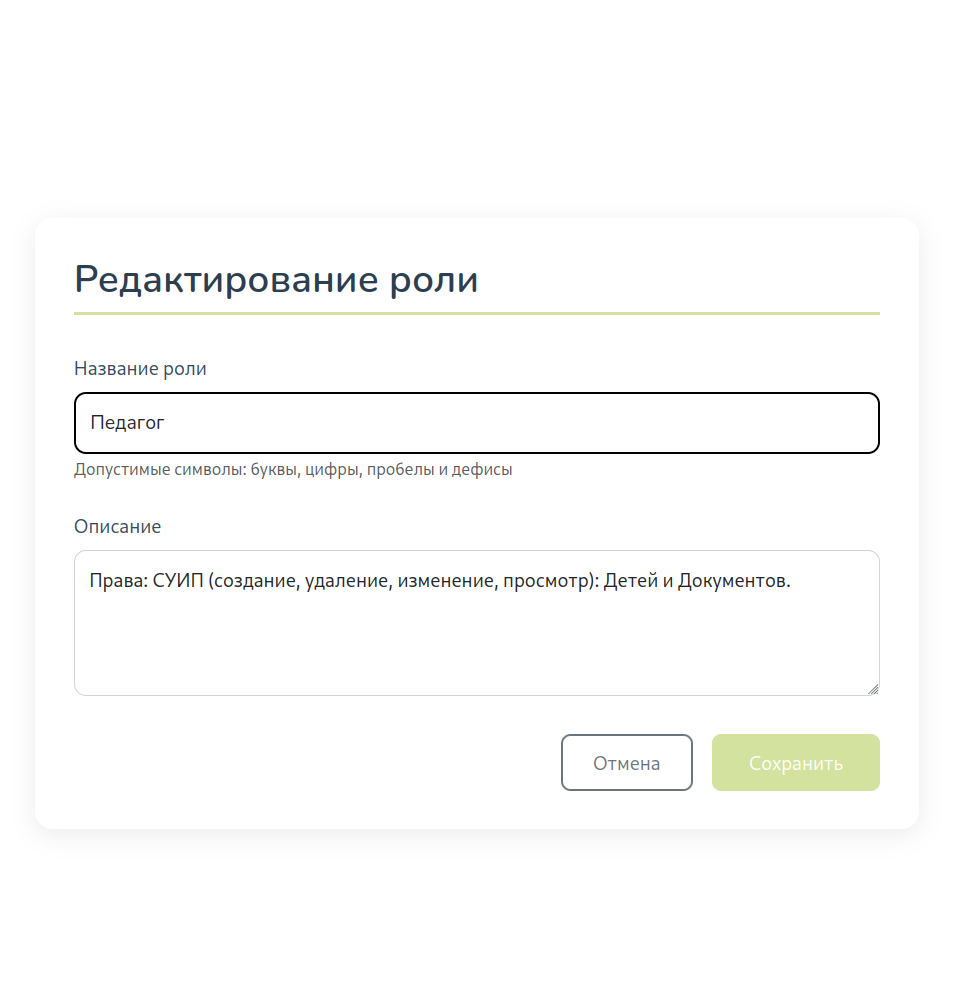 Редактирование роли
Название роли
Педагог
Допустимые символы: буквы, цифры, пробелы и дефисы
Описание
Права: СУИП (создание, удаление, изменение, просмотр): Детей и Документов.
Отмена
Сохранить